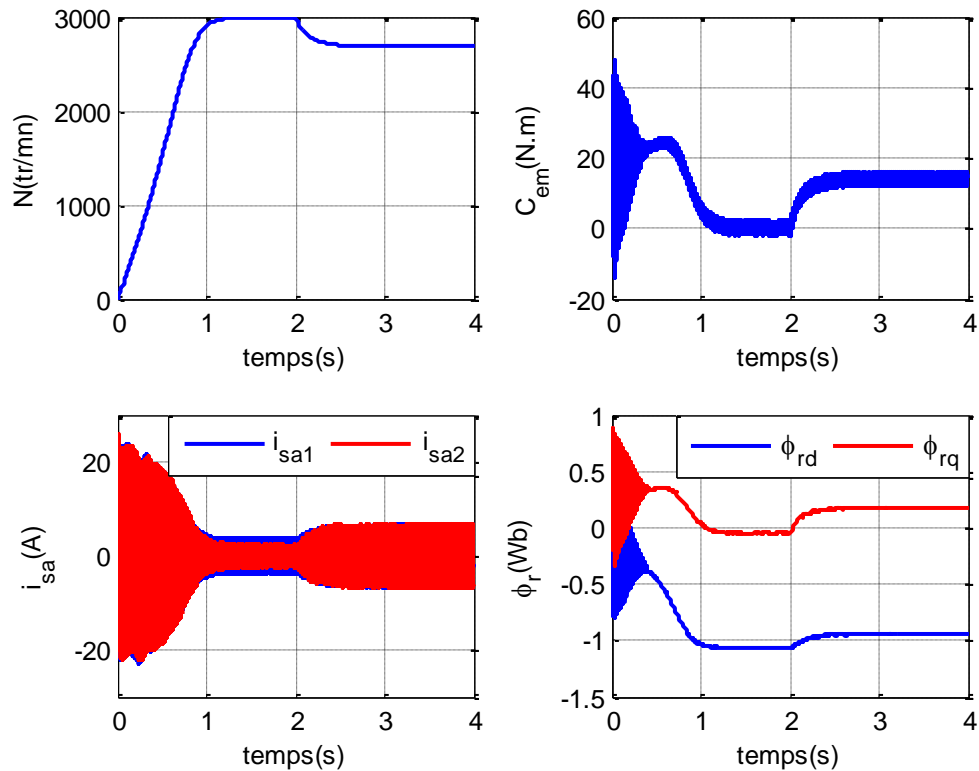 3000
2000
1000
0
N(tr/mn)
0 1 2 3 4
temps(s)
60
40
20
0
-20
C_em(N.m)
0 1 2 3 4
temps(s)
20
0
-20
i_sa(A)
i_sa1 i_sa2
0 1 2 3 4
temps(s)
1
0.5
0
-0.5
-1
-1.5
ϕ_r(Wb)
ϕ_rd ϕ_rq
0 1 2 3 4
temps(s)